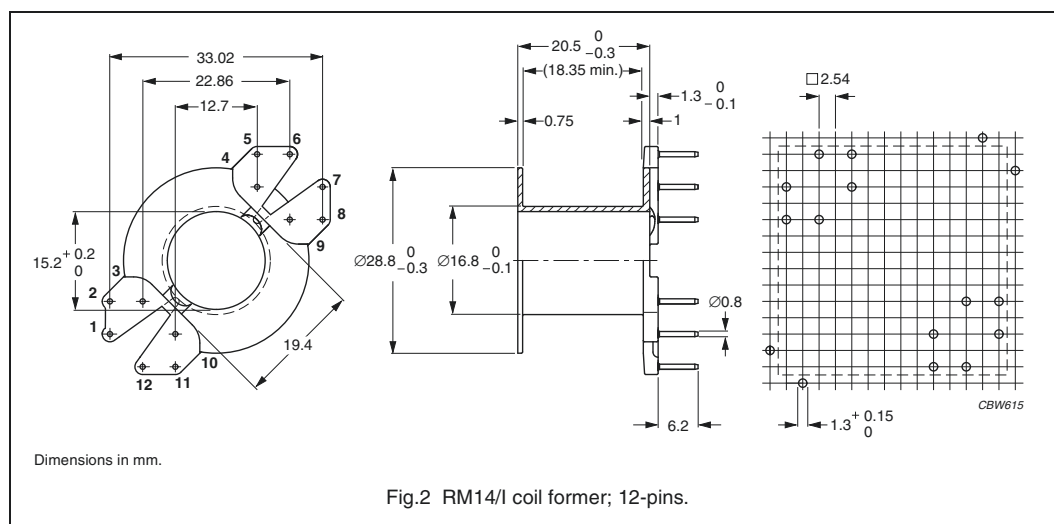 33.02
22.86
12.7
5
6
4
7
8
9
3
2
1
10
12
11
15.2 + 0.2 0
19.4
20.5 0 −0.3
(18.35 min.)
1.3 0 − 0.1
0.75
1
∅28.8 0 −0.3
∅16.8 0 −0.1
∅0.8
6.2
□2.54
1.3 + 0.15 0
CBW615
Dimensions in mm.
Fig.2 RM14/I coil former; 12-pins.